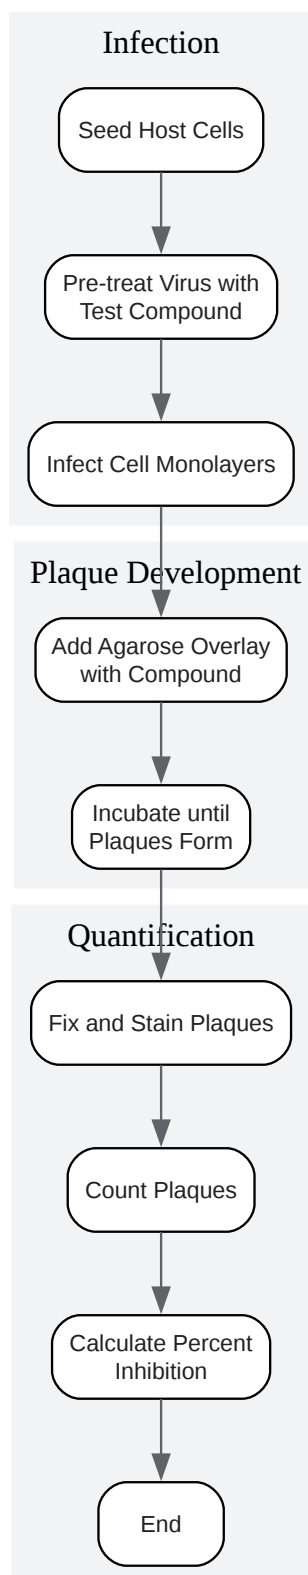 Infection
Seed Host Cells
Pre-treat Virus with
Test Compound
Infect Cell Monolayers
Plaque Development
Add Agarose Overlay
with Compound
Incubate until
Plaques Form
Quantification
Fix and Stain Plaques
Count Plaques
Calculate Percent
Inhibition
End